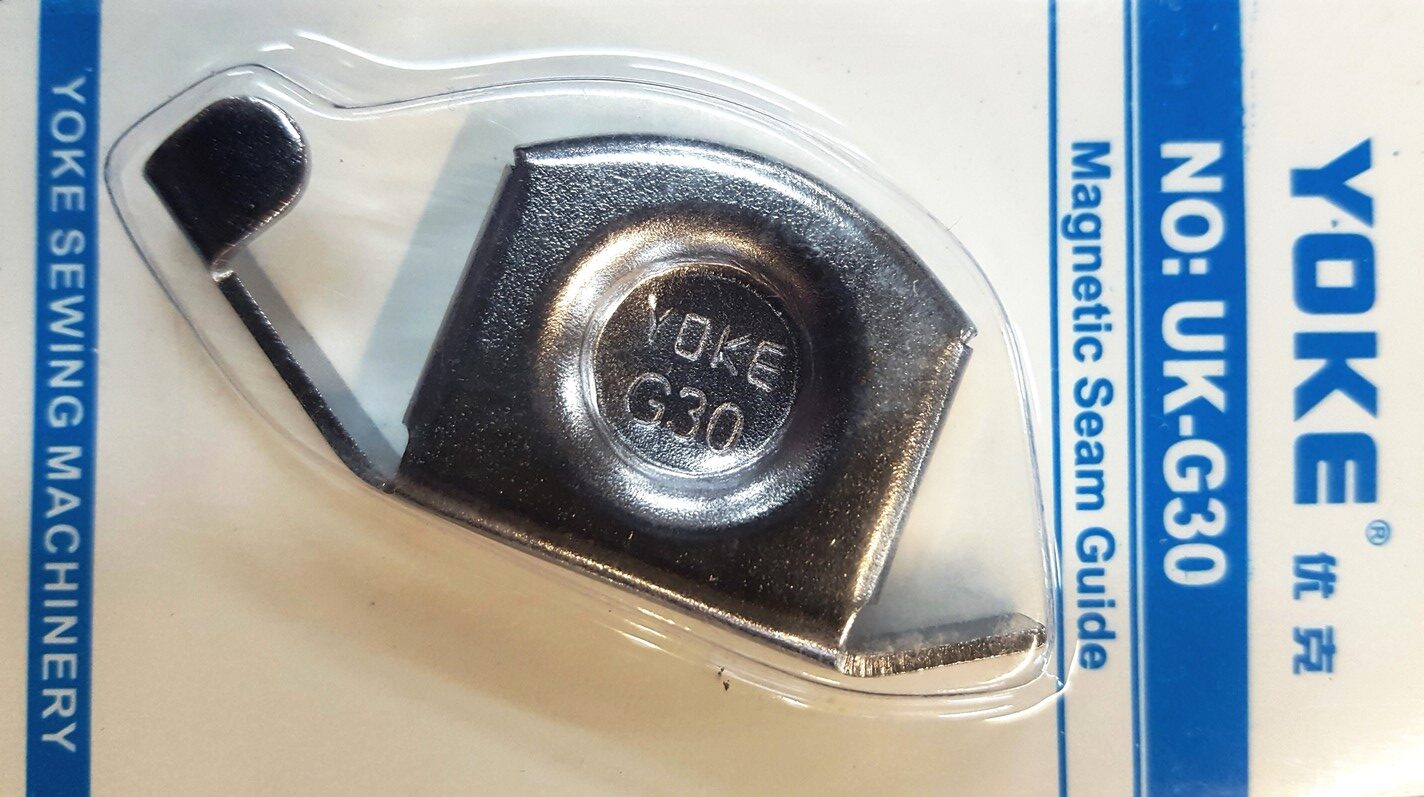 YOKE®
优克
NO: UK-G30
Magnetic Seam Guide
YOKE
G30
YOKE SEWING MACHINERY